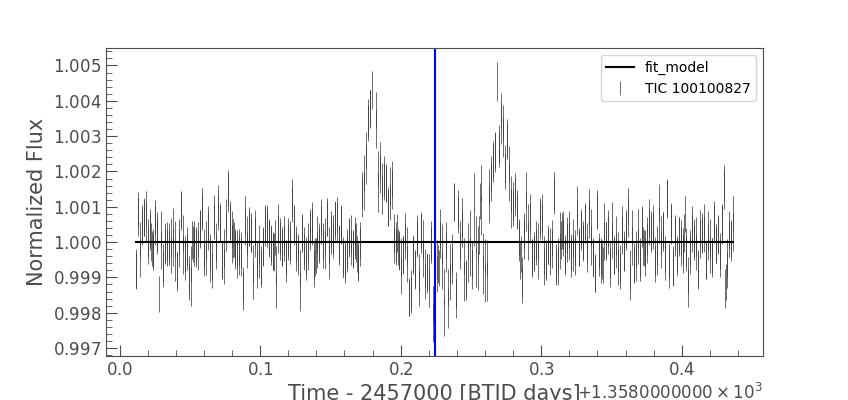 1.005
1.004
1.003
1.002
1.001
1.000
0.999
0.998
0.997
Normalized Flux
fit_model
TIC 100100827
0.0 0.1 0.2 0.3 0.4
Time - 2457000 [BTJD days]
+1.3580000000 × 10³